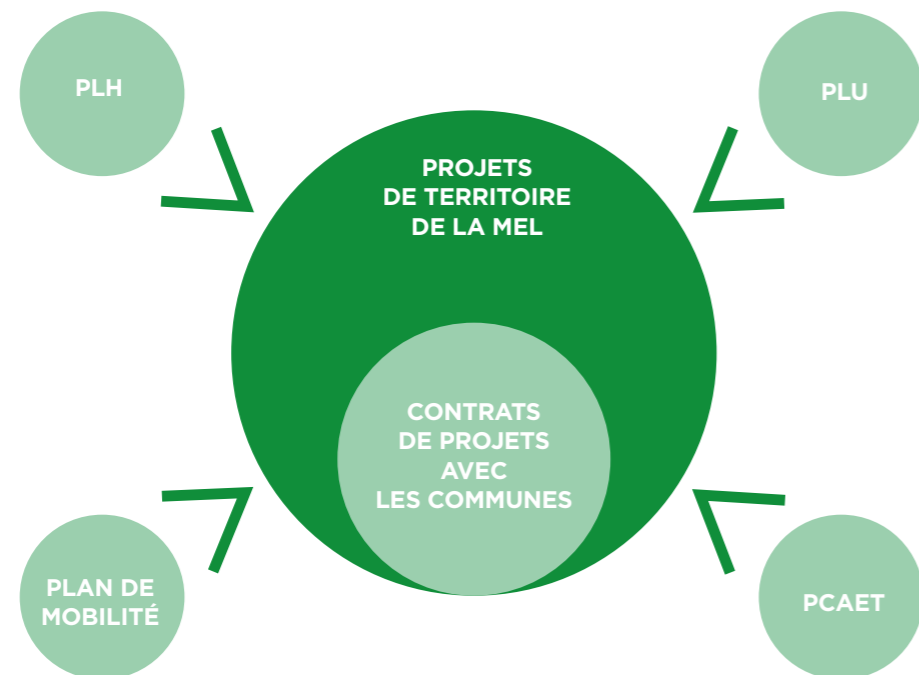 PLH
PLU
PROJETS
DE TERRITOIRE
DE LA MEL
CONTRATS
DE PROJETS
AVEC
LES COMMUNES
PLAN DE
MOBILITÉ
PCAET